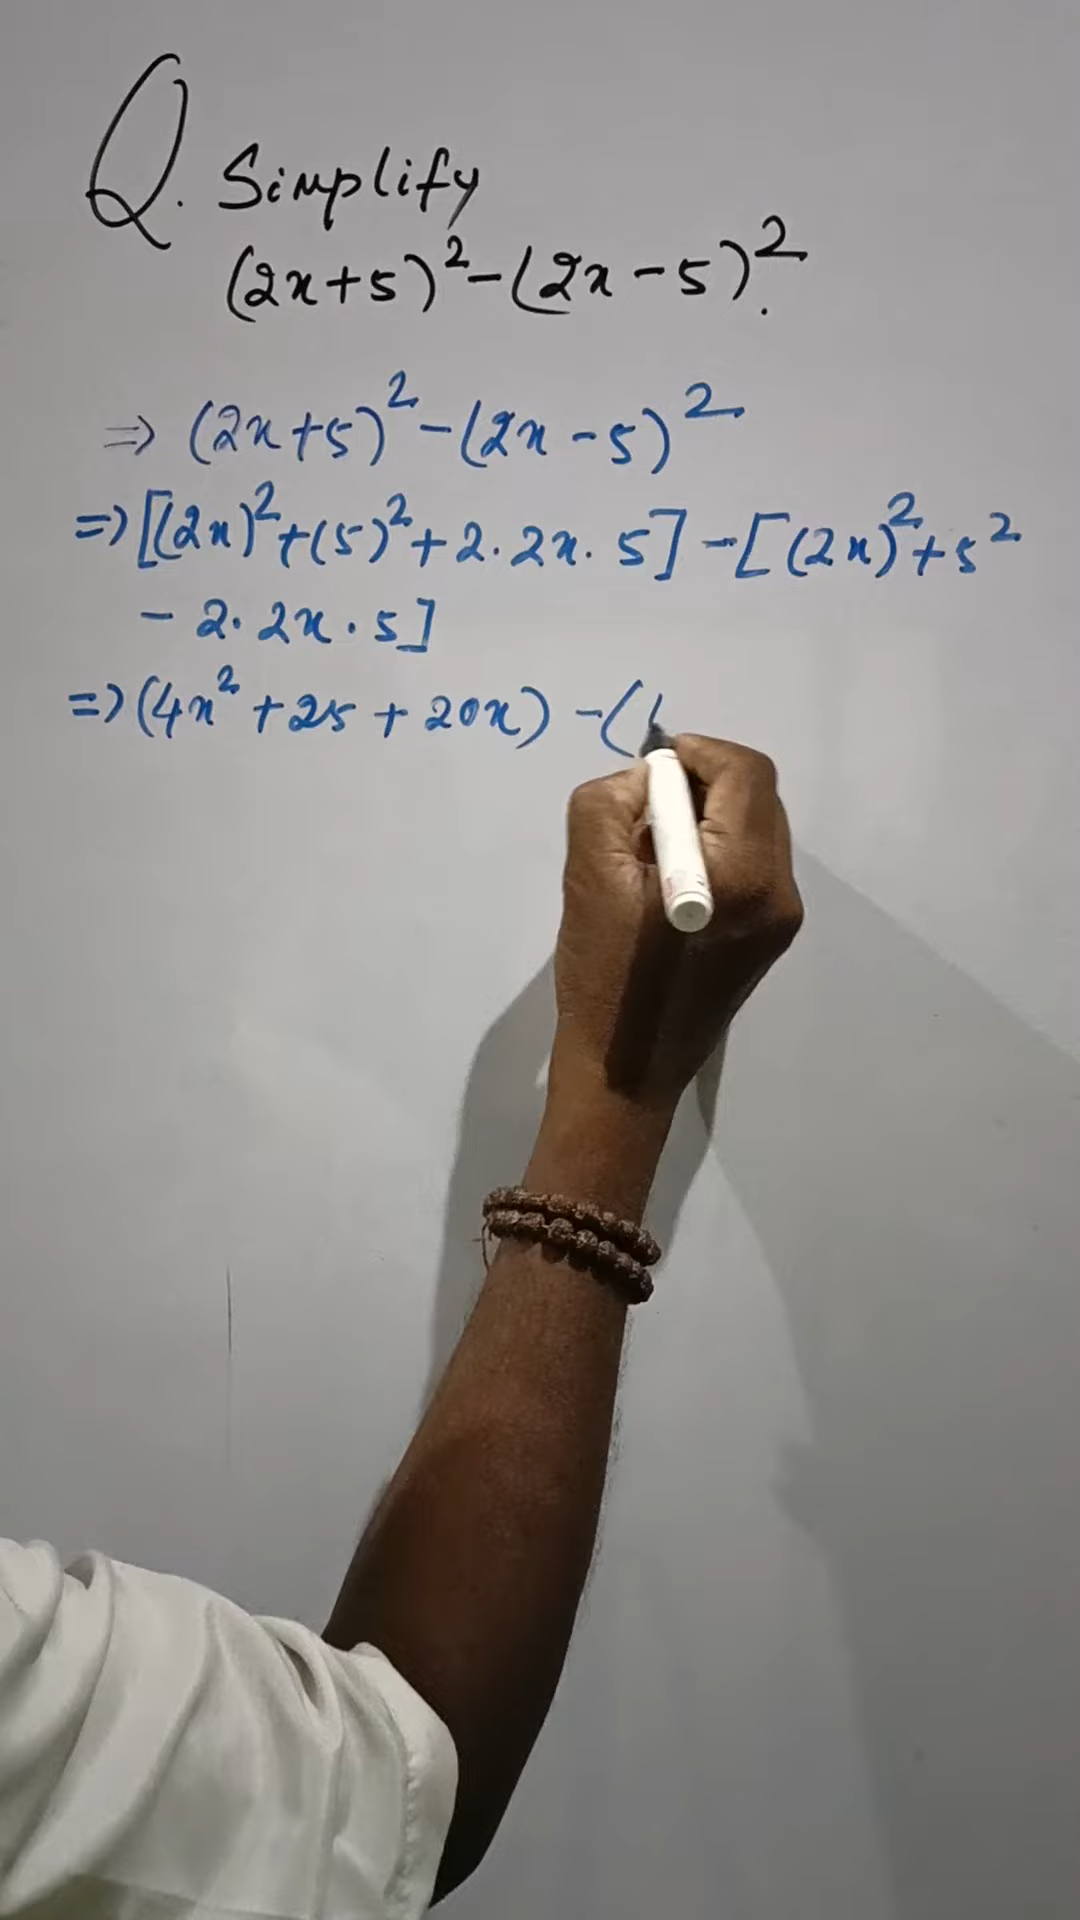 Q. Simplify
(2x+5)²-(2x-5)².
⇒ (2x+5)²-(2x-5)²
⇒[(2x)²+(5)²+2.2x.5]-[(2x)²+5²
-2.2x.5]
⇒(4x²+25+20x)-(